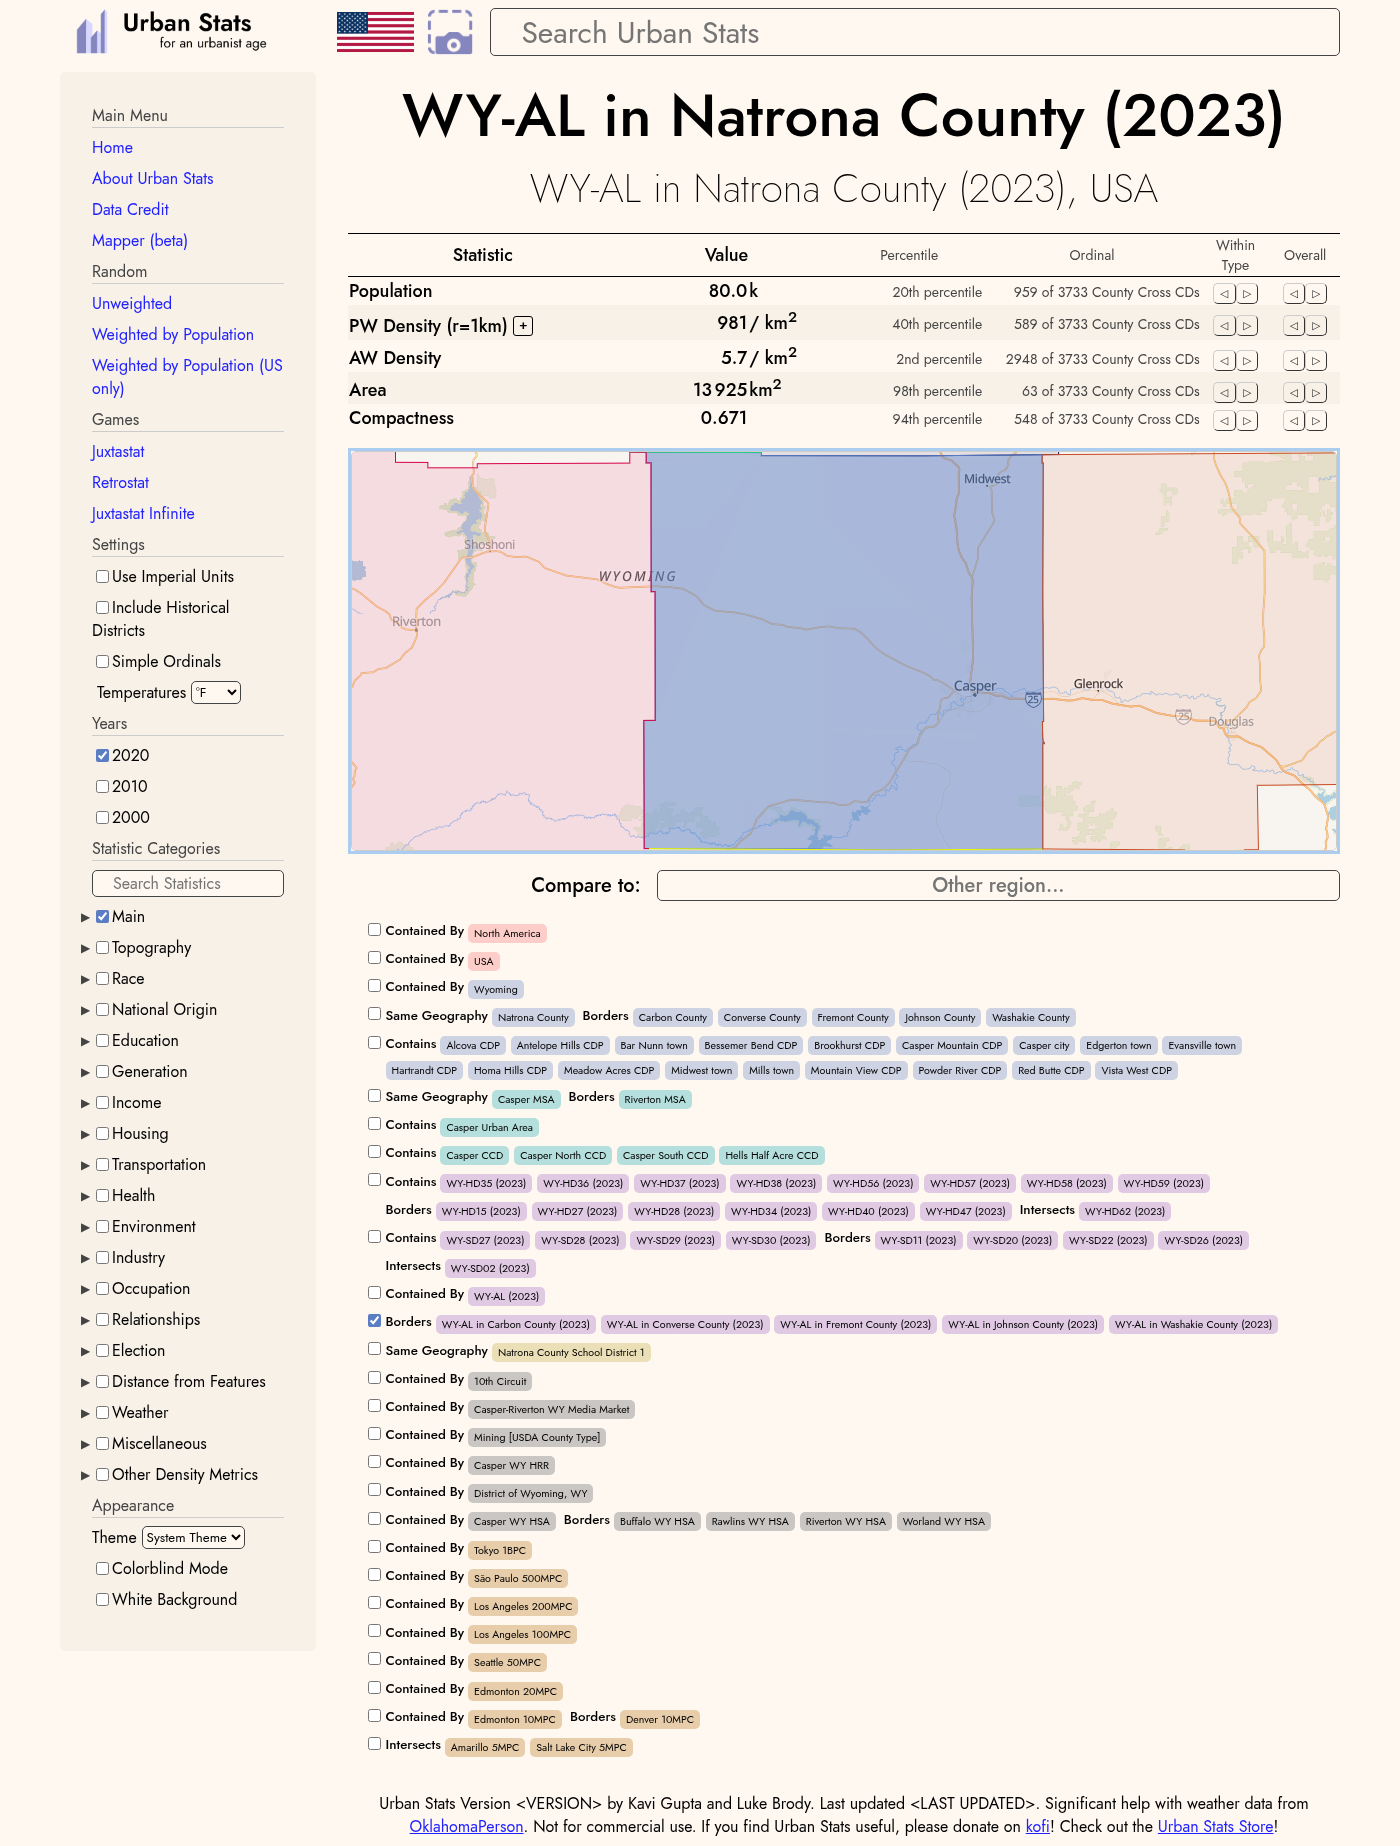 Urban Stats
for an urbanist age
Search Urban Stats
Main Menu
Home
About Urban Stats
Data Credit
Mapper (beta)
Random
Unweighted
Weighted by Population
Weighted by Population (US
only)
Games
Juxtastat
Retrostat
Juxtastat Infinite
Settings
Use Imperial Units
Include Historical
Districts
Simple Ordinals
Temperatures °F
Years
2020
2010
2000
Statistic Categories
Search Statistics
Main
Topography
Race
National Origin
Education
Generation
Income
Housing
Transportation
Health
Environment
Industry
Occupation
Relationships
Election
Distance from Features
Weather
Miscellaneous
Other Density Metrics
Appearance
Theme System Theme
Colorblind Mode
White Background
WY-AL in Natrona County (2023)
WY-AL in Natrona County (2023), USA
Statistic Value Percentile Ordinal Within Type Overall
Population 80.0k 20th percentile 959 of 3733 County Cross CDs
PW Density (r=1km) + 981/ km² 40th percentile 589 of 3733 County Cross CDs
AW Density 5.7/ km² 2nd percentile 2948 of 3733 County Cross CDs
Area 13 925km² 98th percentile 63 of 3733 County Cross CDs
Compactness 0.671 94th percentile 548 of 3733 County Cross CDs
Midwest
Shoshoni
WYOMING
Riverton
Casper
25
Glenrock
25
Douglas
Compare to: Other region...
Contained By North America
Contained By USA
Contained By Wyoming
Same Geography Natrona County Borders Carbon County Converse County Fremont County Johnson County Washakie County
Contains Alcova CDP Antelope Hills CDP Bar Nunn town Bessemer Bend CDP Brookhurst CDP Casper Mountain CDP Casper city Edgerton town Evansville town
Hartrandt CDP Homa Hills CDP Meadow Acres CDP Midwest town Mills town Mountain View CDP Powder River CDP Red Butte CDP Vista West CDP
Same Geography Casper MSA Borders Riverton MSA
Contains Casper Urban Area
Contains Casper CCD Casper North CCD Casper South CCD Hells Half Acre CCD
Contains WY-HD35 (2023) WY-HD36 (2023) WY-HD37 (2023) WY-HD38 (2023) WY-HD56 (2023) WY-HD57 (2023) WY-HD58 (2023) WY-HD59 (2023)
Borders WY-HD15 (2023) WY-HD27 (2023) WY-HD28 (2023) WY-HD34 (2023) WY-HD40 (2023) WY-HD47 (2023) Intersects WY-HD62 (2023)
Contains WY-SD27 (2023) WY-SD28 (2023) WY-SD29 (2023) WY-SD30 (2023) Borders WY-SD11 (2023) WY-SD20 (2023) WY-SD22 (2023) WY-SD26 (2023)
Intersects WY-SD02 (2023)
Contained By WY-AL (2023)
Borders WY-AL in Carbon County (2023) WY-AL in Converse County (2023) WY-AL in Fremont County (2023) WY-AL in Johnson County (2023) WY-AL in Washakie County (2023)
Same Geography Natrona County School District 1
Contained By 10th Circuit
Contained By Casper-Riverton WY Media Market
Contained By Mining [USDA County Type]
Contained By Casper WY HRR
Contained By District of Wyoming, WY
Contained By Casper WY HSA Borders Buffalo WY HSA Rawlins WY HSA Riverton WY HSA Worland WY HSA
Contained By Tokyo 1BPC
Contained By São Paulo 500MPC
Contained By Los Angeles 200MPC
Contained By Los Angeles 100MPC
Contained By Seattle 50MPC
Contained By Edmonton 20MPC
Contained By Edmonton 10MPC Borders Denver 10MPC
Intersects Amarillo 5MPC Salt Lake City 5MPC
Urban Stats Version <VERSION> by Kavi Gupta and Luke Brody. Last updated <LAST UPDATED>. Significant help with weather data from
OklahomaPerson. Not for commercial use. If you find Urban Stats useful, please donate on kofi! Check out the Urban Stats Store!